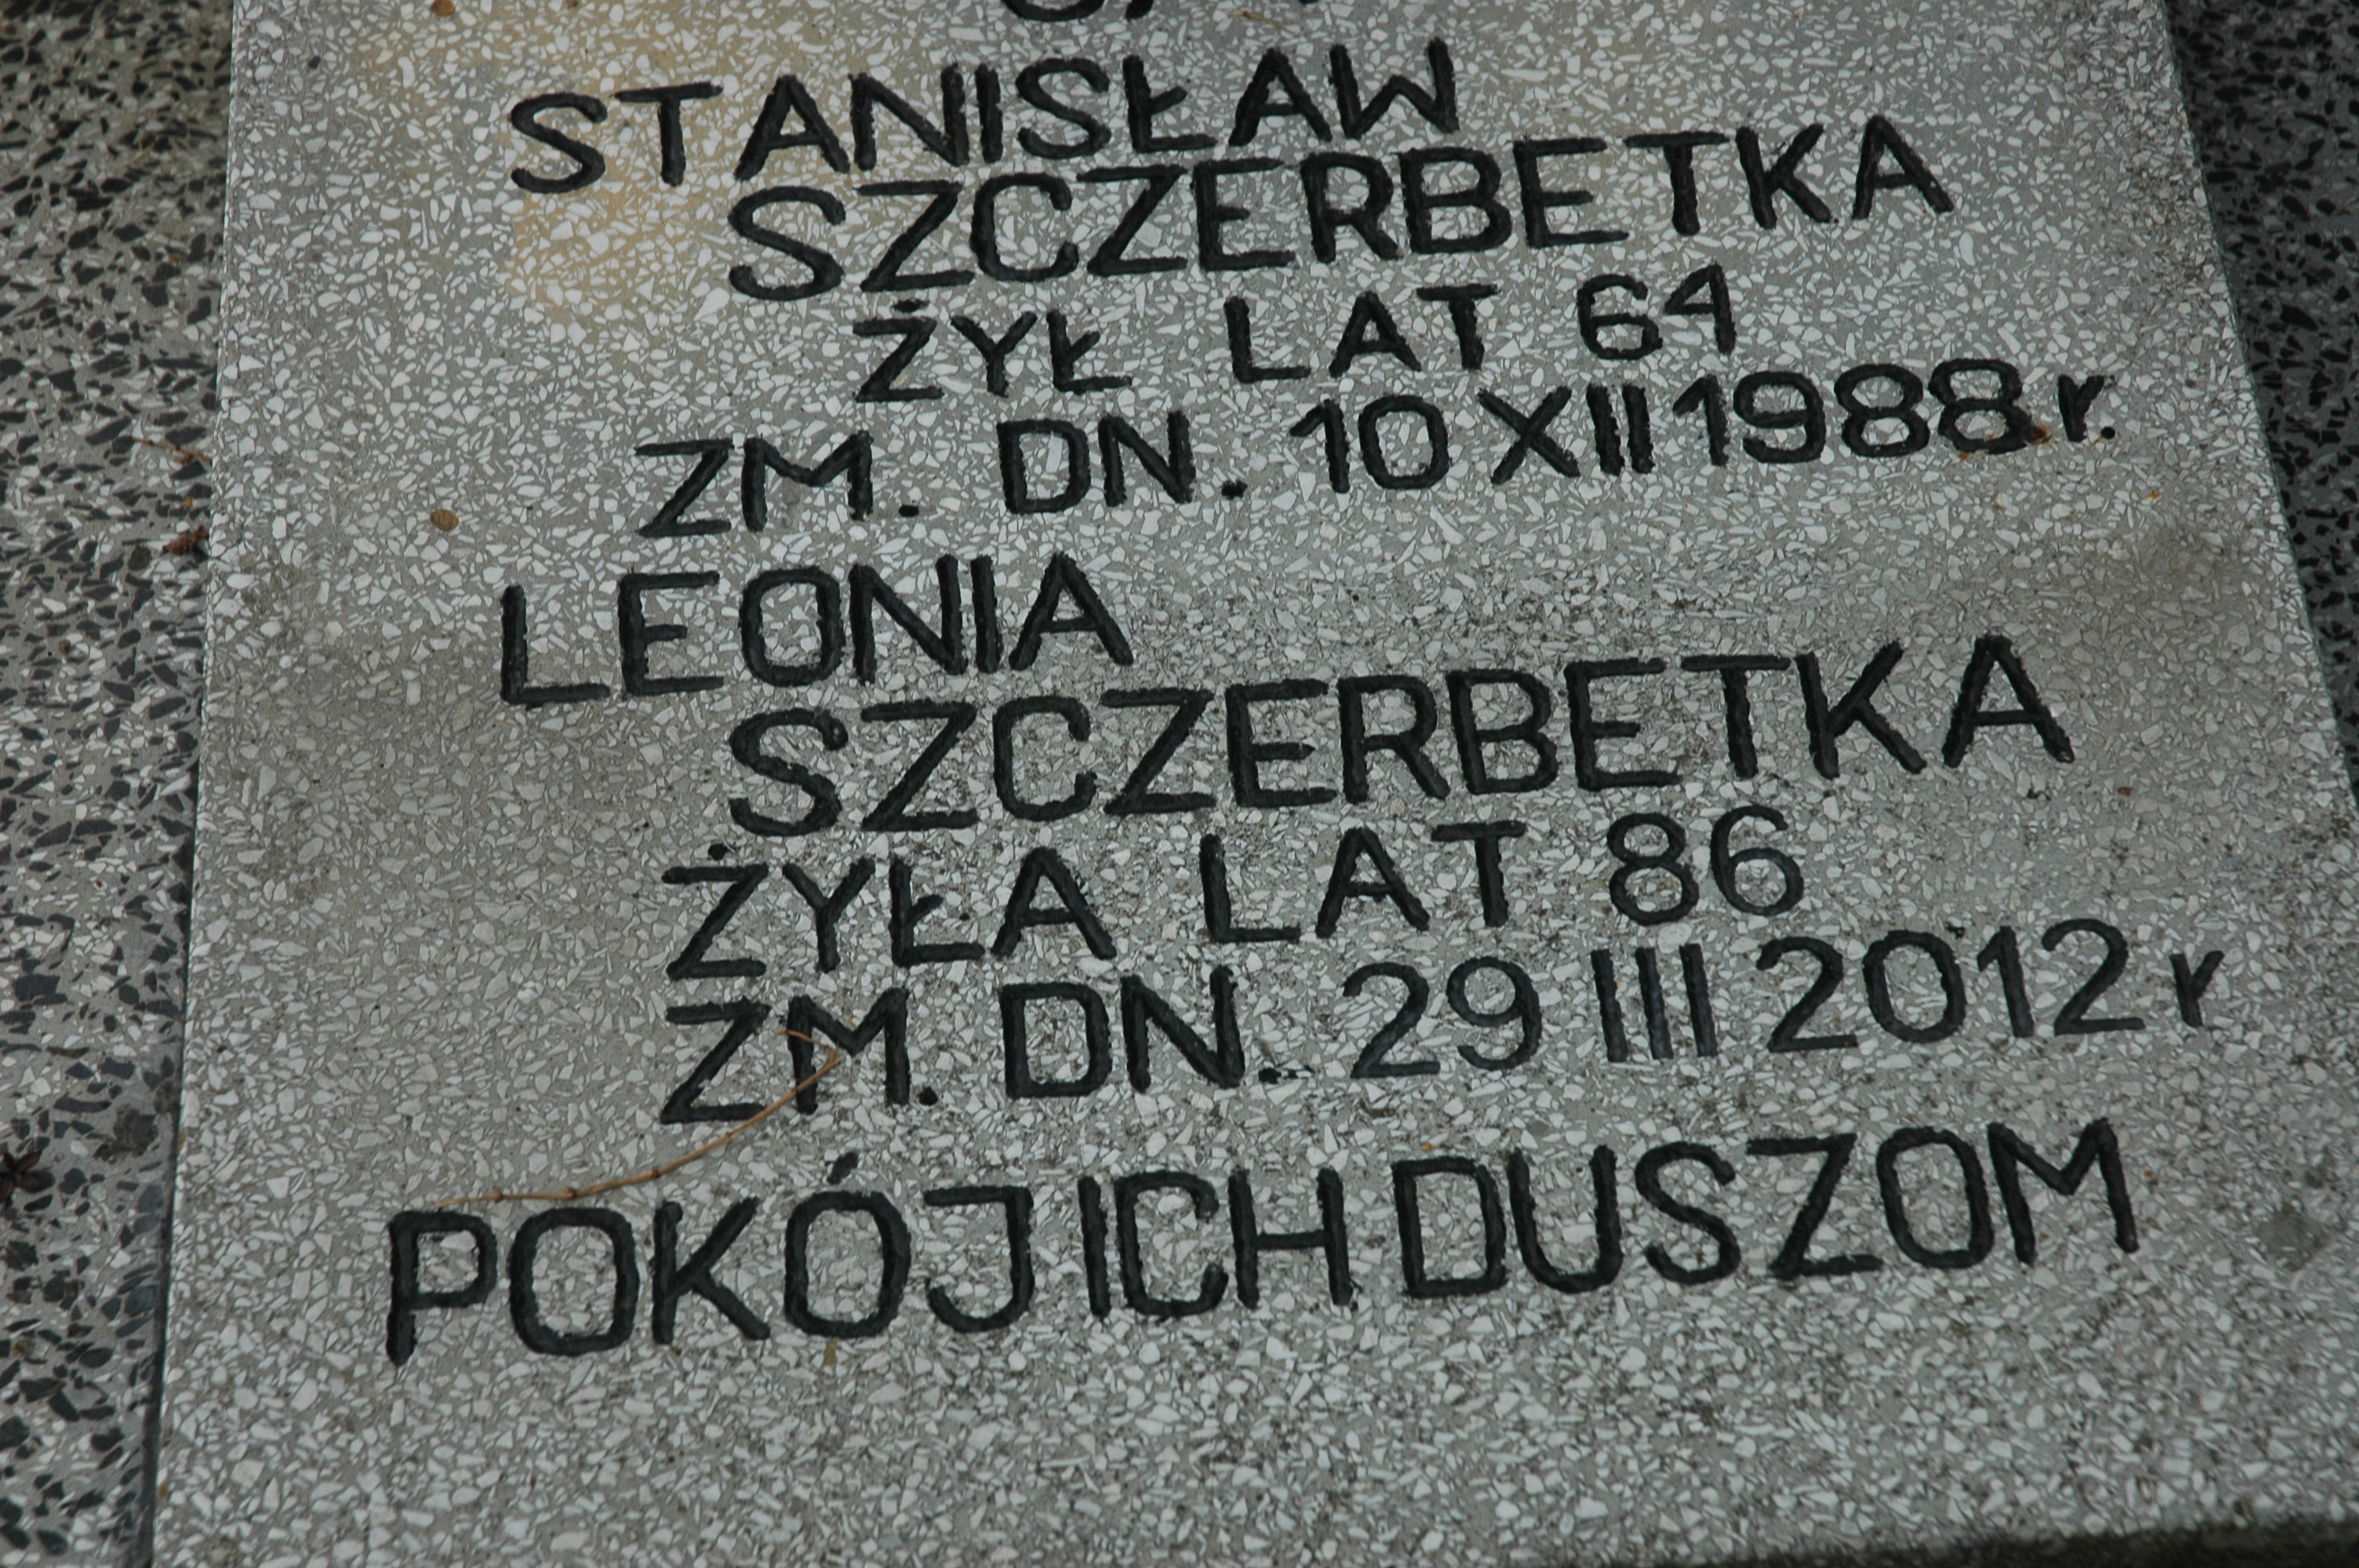 STANISŁAW
SZCZERBETKA
ŻYŁ LAT 64
ZM. DN. 10 XII 1988 r.
LEONIA
SZCZERBETKA
ŻYŁA LAT 86
ZM. DN. 29 III 2012 r
POKÓJ ICH DUSZOM